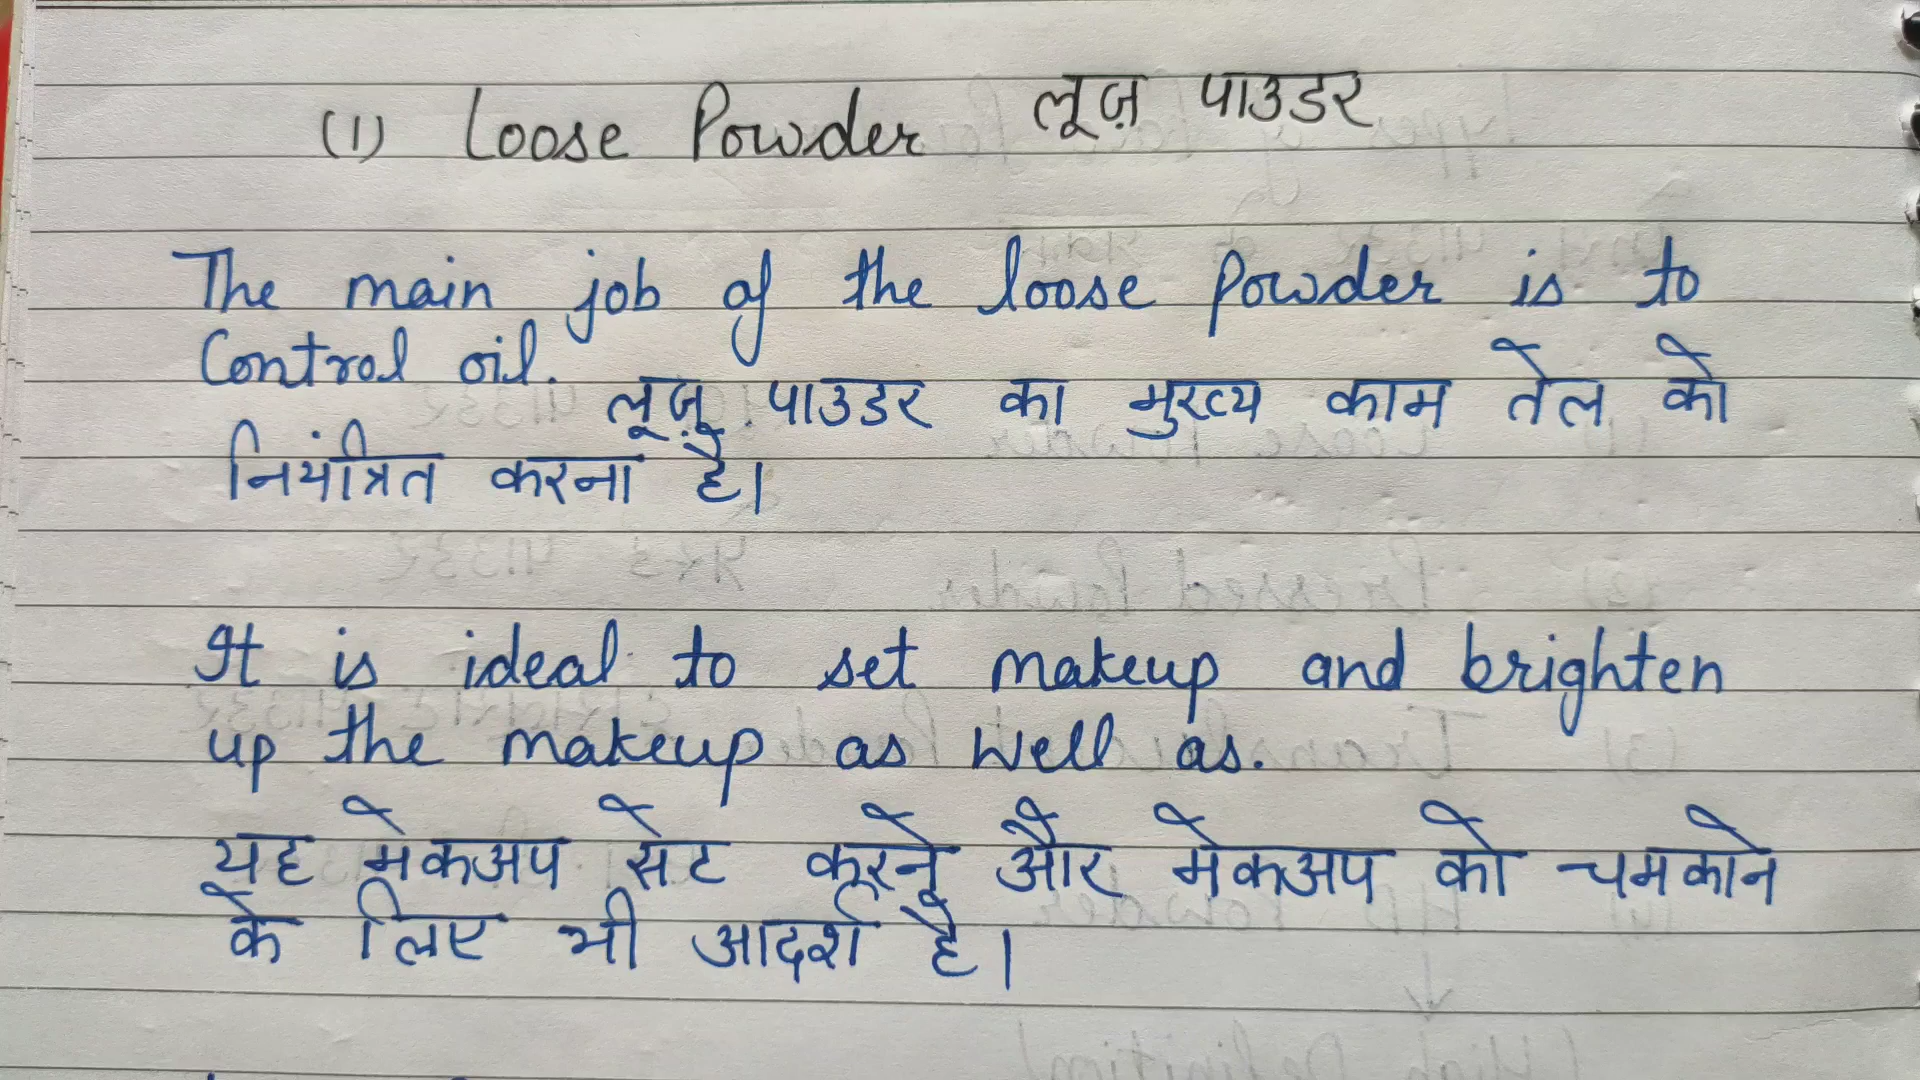 (1) Loose Powder लूज़ पाउडर
The main job of the loose powder is to
Control oil. लूज़ पाउडर का मुख्य काम तेल को
नियंत्रित करना है।
It is ideal to set makeup and brighten
up the makeup as well as.
यह मेकअप सेट करने और मेकअप को चमकाने
के लिए भी आदर्श है।